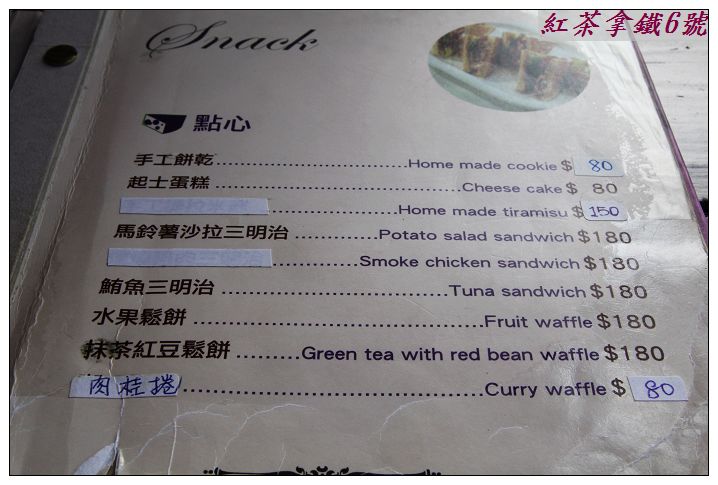 紅茶拿鐵6號
Snack
點心
手工餅乾..............................Home made cookie $ 80
起士蛋糕..............................Cheese cake $ 80
..............................Home made tiramisu $ 150
馬鈴薯沙拉三明治............Potato salad sandwich $180
............Smoke chicken sandwich $180
鮪魚三明治..............................Tuna sandwich $180
水果鬆餅..............................Fruit waffle $180
抹茶紅豆鬆餅.........Green tea with red bean waffle $180
肉桂捲..............................Curry waffle $ 80